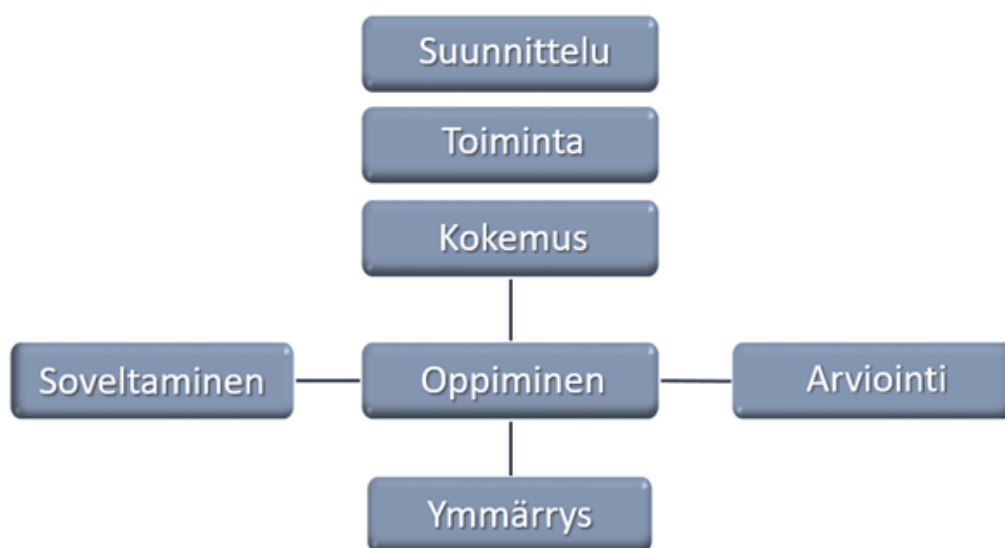 Suunnittelu
Toiminta
Kokemus
Soveltaminen
Oppiminen
Arviointi
Ymmärrys